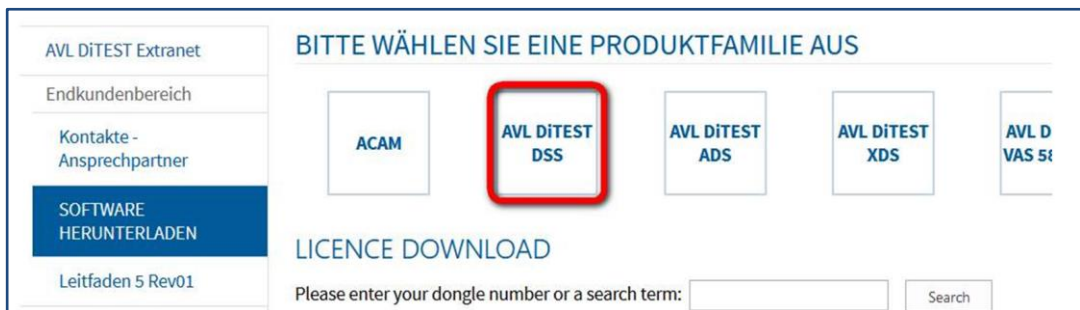 AVL DiTEST Extranet
Endkundenbereich
Kontakte -
Ansprechpartner
SOFTWARE
HERUNTERLADEN
Leitfaden 5 Rev01
BITTE WÄHLEN SIE EINE PRODUKTFAMILIE AUS
ACAM
AVL DiTEST
DSS
AVL DiTEST
ADS
AVL DiTEST
XDS
AVL
VAS
LICENCE DOWNLOAD
Please enter your dongle number or a search term:
Search